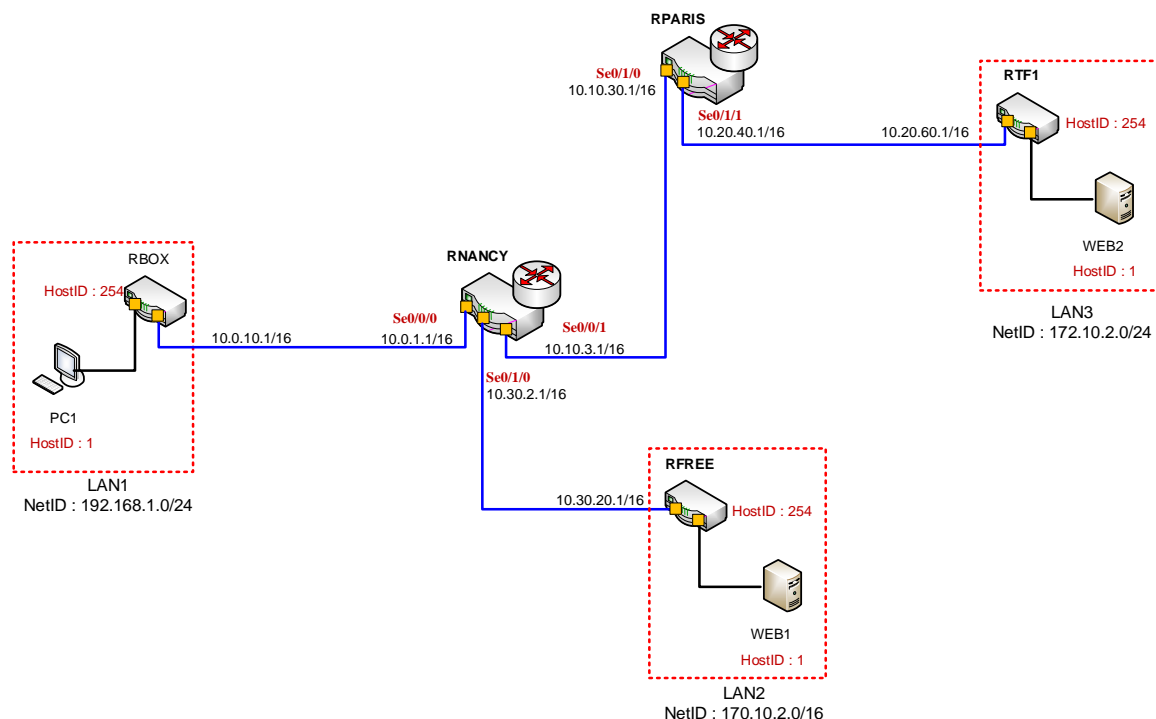 RPARIS
Se0/1/0
10.10.30.1/16
Se0/1/1
10.20.40.1/16
10.20.60.1/16
RTF1
HostID : 254
WEB2
HostID : 1
LAN3
NetID : 172.10.2.0/24
RBOX
HostID : 254
PC1
HostID : 1
LAN1
NetID : 192.168.1.0/24
10.0.10.1/16
RNANCY
Se0/0/0
10.0.1.1/16
Se0/0/1
10.10.3.1/16
Se0/1/0
10.30.2.1/16
RFREE
10.30.20.1/16
HostID : 254
WEB1
HostID : 1
LAN2
NetID : 170.10.2.0/16